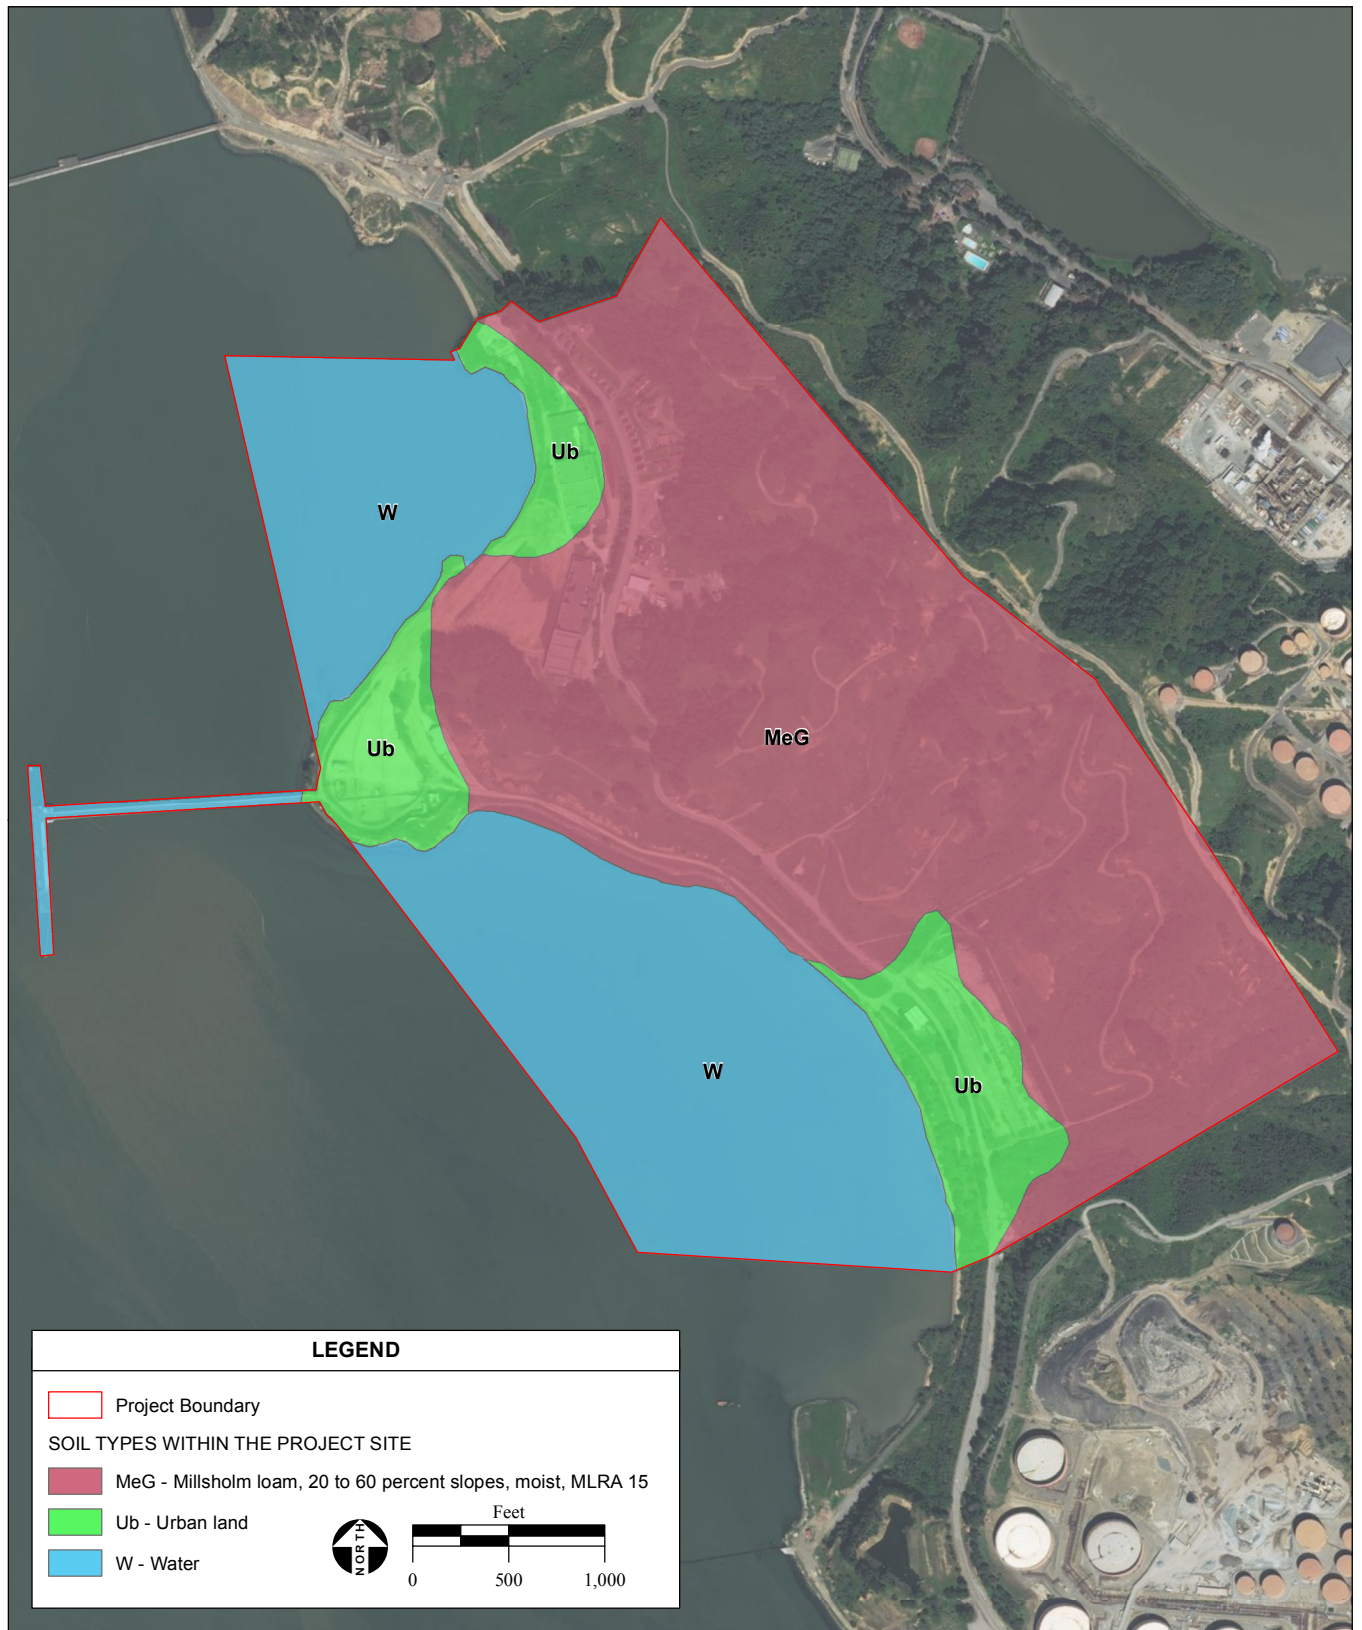 Ub
W
Ub
MeG
W
Ub
LEGEND
Project Boundary
SOIL TYPES WITHIN THE PROJECT SITE
MeG - Millsholm loam, 20 to 60 percent slopes, moist, MLRA 15
Ub - Urban land
W - Water
NORTH
Feet
0 500 1,000